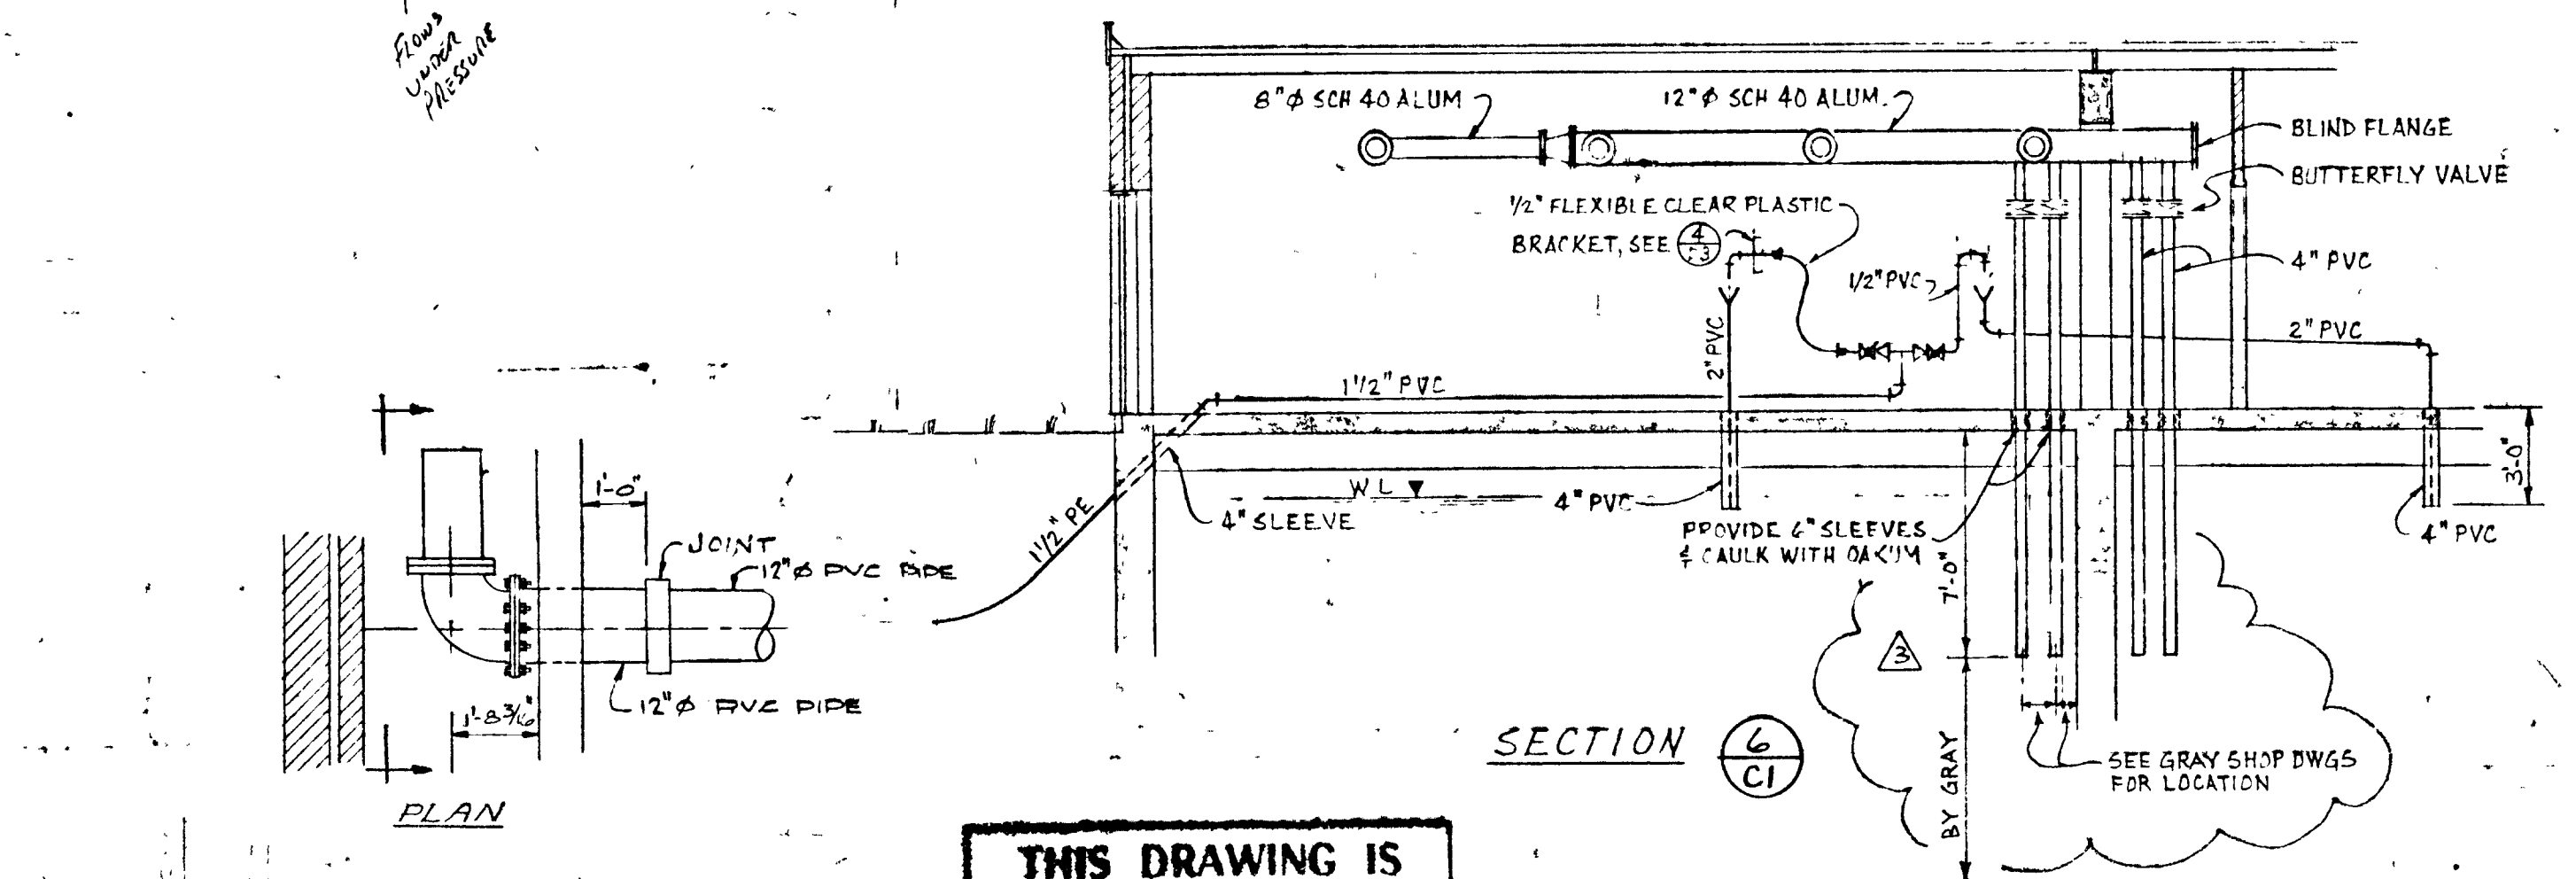 FLOWS
UNDER
PRESSURE
8"Ø SCH 40 ALUM
12"Ø SCH 40 ALUM.
BLIND FLANGE
BUTTERFLY VALVE
1/2" FLEXIBLE CLEAR PLASTIC
BRACKET, SEE 4
1/2" PVC
4" PVC
2" PVC
2" PVC
1 1/2" PVC
W L
4" PVC
4" SLEEVE
1 1/2" PE
PROVIDE 6" SLEEVES
& CAULK WITH OAKUM
7'-0"
3'-0"
4" PVC
1'-0"
JOINT
12"Ø PVC PIPE
12"Ø PVC PIPE
1'-8 3/16"
PLAN
3
SECTION 6
C1
BY GRAY
SEE GRAY SHOP DWGS
FOR LOCATION
THIS DRAWING IS